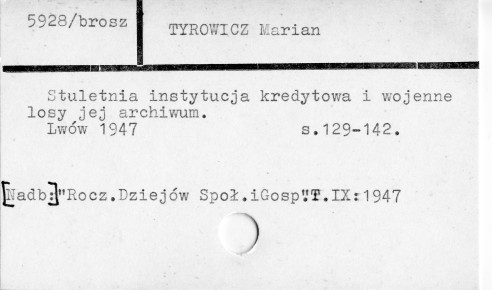 5928/brosz
TYROWICZ Marian
Stuletnia instytucja kredytowa i wojenne
losy jej archiwum.
Lwów 1947 s.129-142.
[Nadb:]"Rocz.Dziejów Społ.iGosp".T.IX:1947